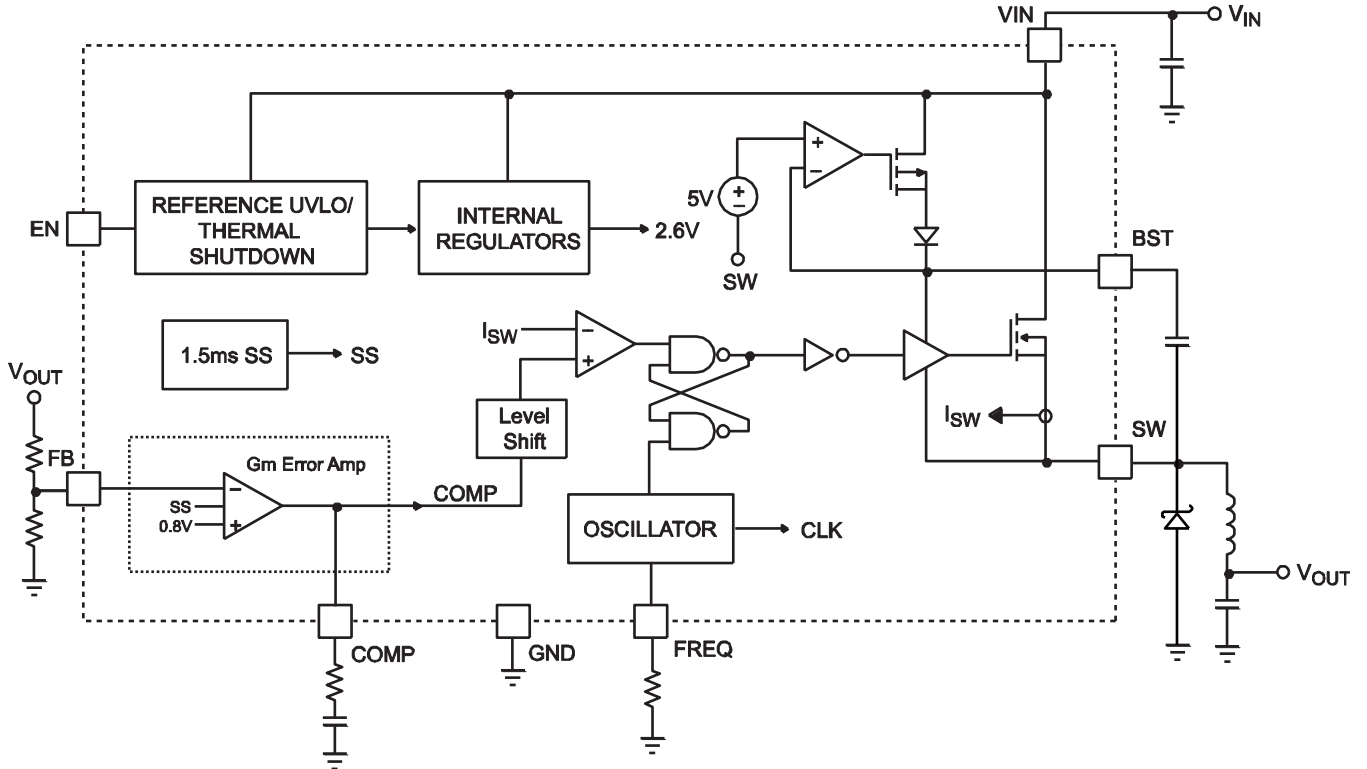 VIN
VIN
EN
REFERENCE UVLO/
THERMAL
SHUTDOWN
INTERNAL
REGULATORS
2.6V
5V
+
−
SW
+
−
BST
1.5ms SS
SS
ISW
−
+
VOUT
Level
Shift
ISW
SW
FB
Gm Error Amp
−
SS
0.8V
+
COMP
OSCILLATOR
CLK
VOUT
COMP
GND
FREQ